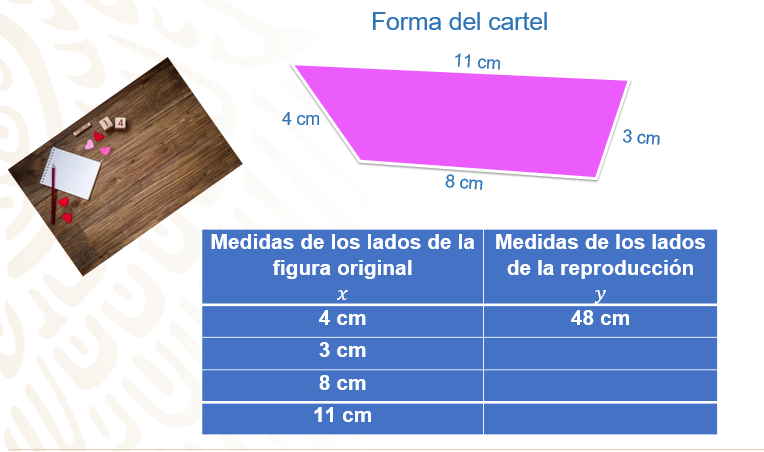 Forma del cartel
11 cm
4 cm
3 cm
8 cm
Medidas de los lados de la figura original
x
Medidas de los lados de la reproducción
y
4 cm
48 cm
3 cm
8 cm
11 cm
4